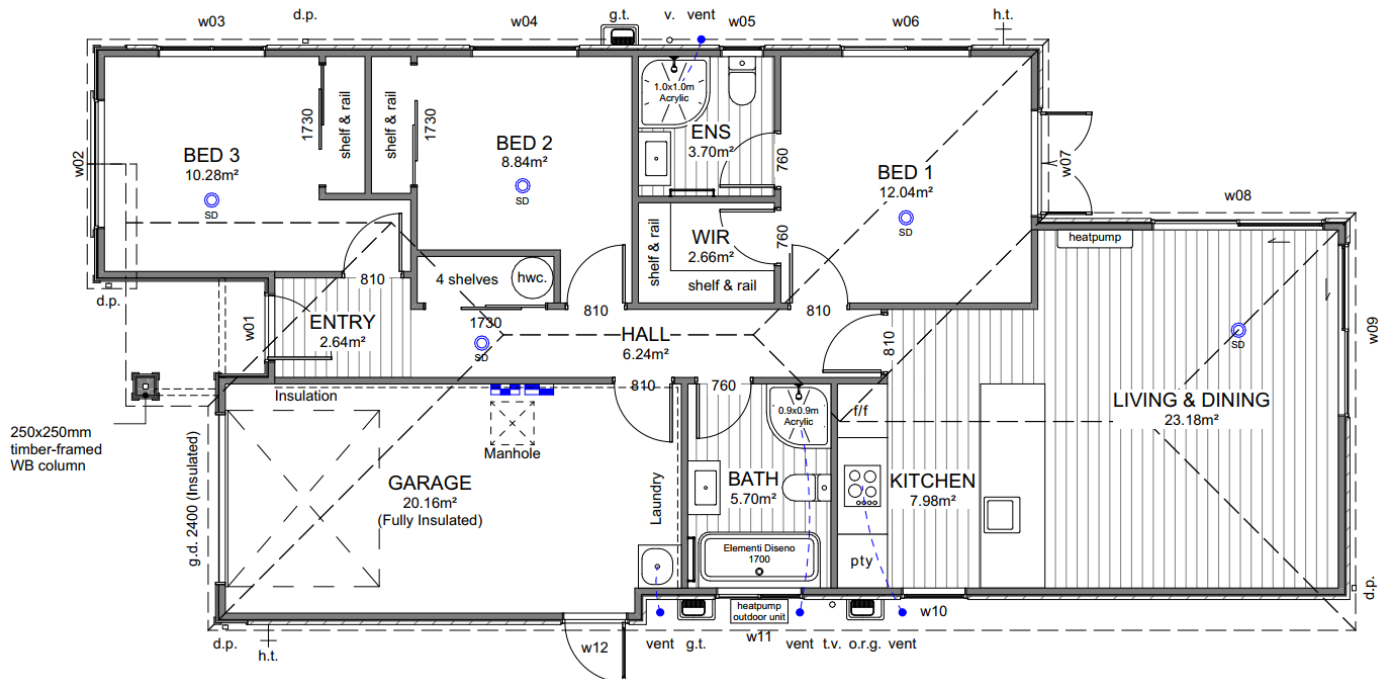 w03
d.p.
w04
g.t.
v.
vent
w05
w06
h.t.
w02
BED 3
10.28m²
SD
1730
shelf & rail
shelf & rail
1730
BED 2
8.84m²
SD
1.0x1.0m
Acrylic
ENS
3.70m²
760
BED 1
12.04m²
SD
w07
w08
heatpump
shelf & rail
WIR
2.66m²
760
shelf & rail
d.p.
810
4 shelves
hwc.
w01
ENTRY
2.64m²
1730
SD
810
HALL
6.24m²
810
810
SD
w09
Insulation
810
760
0.9x0.9m
Acrylic
f/f
LIVING & DINING
23.18m²
250x250mm
timber-framed
WB column
g.d. 2400 (Insulated)
Manhole
GARAGE
20.16m²
(Fully Insulated)
Laundry
BATH
5.70m²
KITCHEN
7.98m²
Elementi Diseno
1700
pty
d.p.
heatpump
outdoor unit
w10
d.p.
h.t.
w12
vent
g.t.
w11
vent
t.v.
o.r.g.
vent